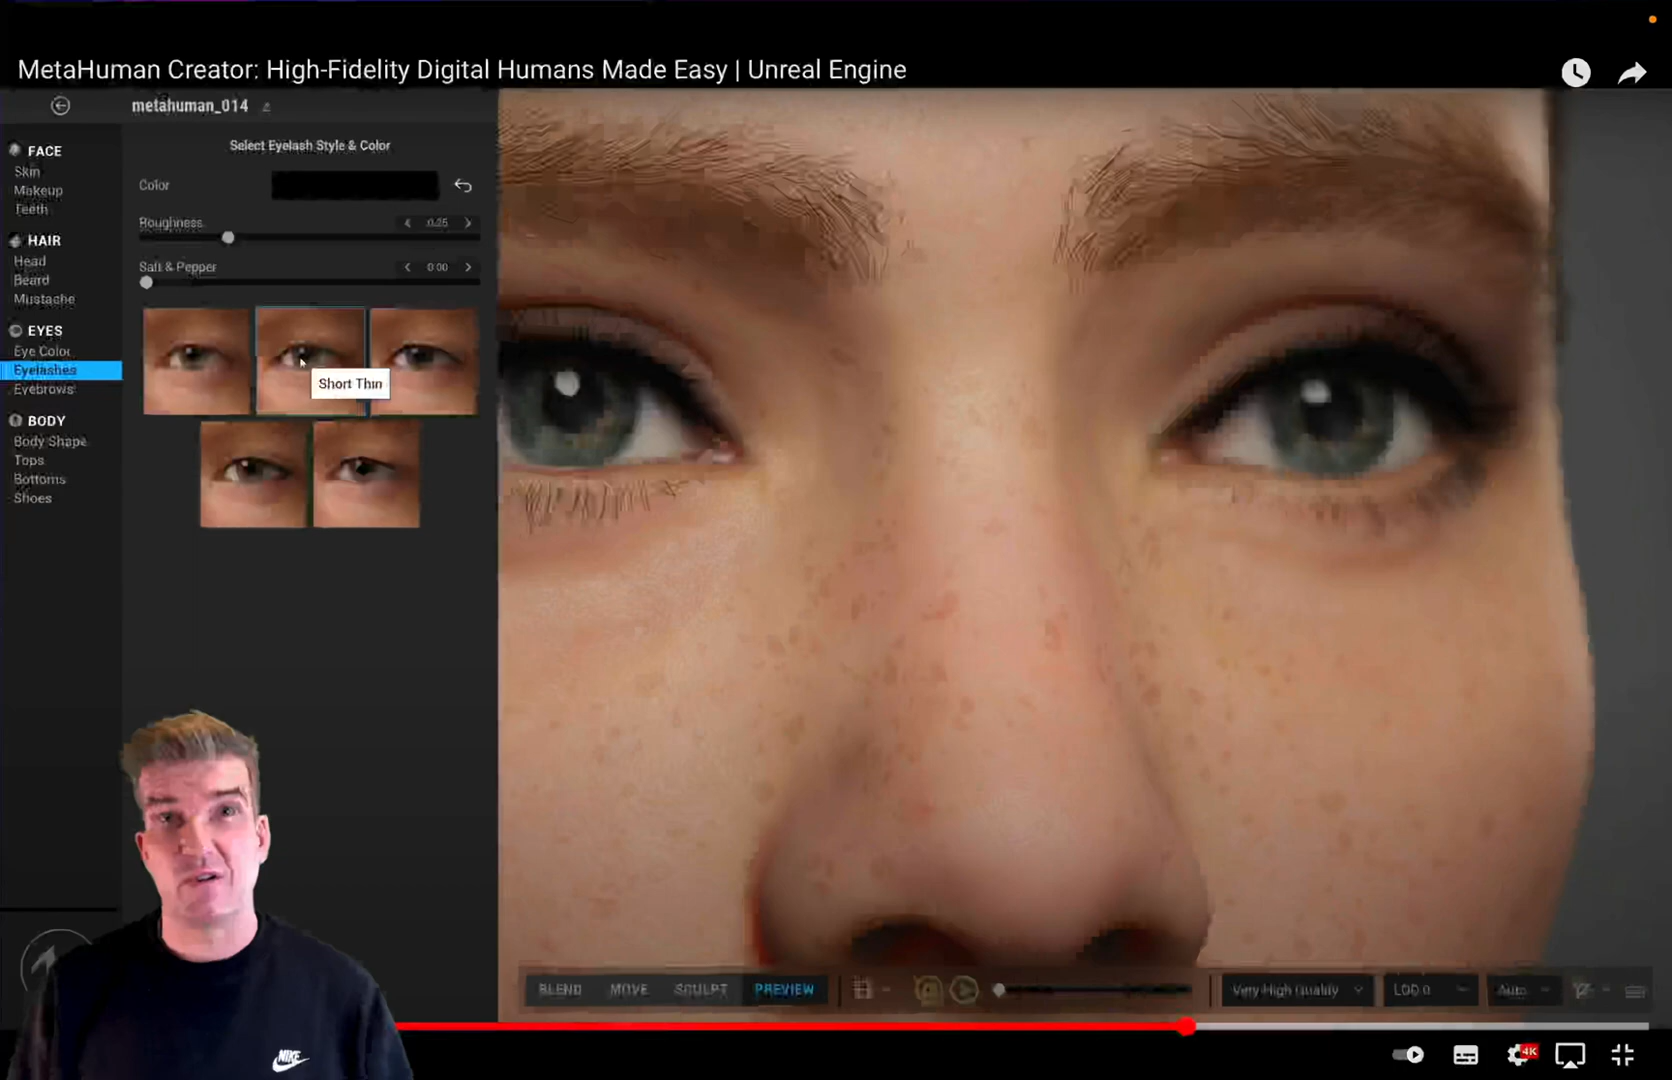 MetaHuman Creator: High-Fidelity Digital Humans Made Easy | Unreal Engine
metahuman_014
FACE
Skin
Makeup
Teeth
HAIR
Head
Beard
Mustache
EYES
Eye Color
Eyelashes
Eyebrows
BODY
Body Shape
Tops
Bottoms
Shoes
Select Eyelash Style & Color
Color
Roughness
0.25
Salt & Pepper
0.00
Short Thin
BLEND
MOVE
SCULPT
PREVIEW
Very High Quality
LOD 0
Auto
NIKE
4K